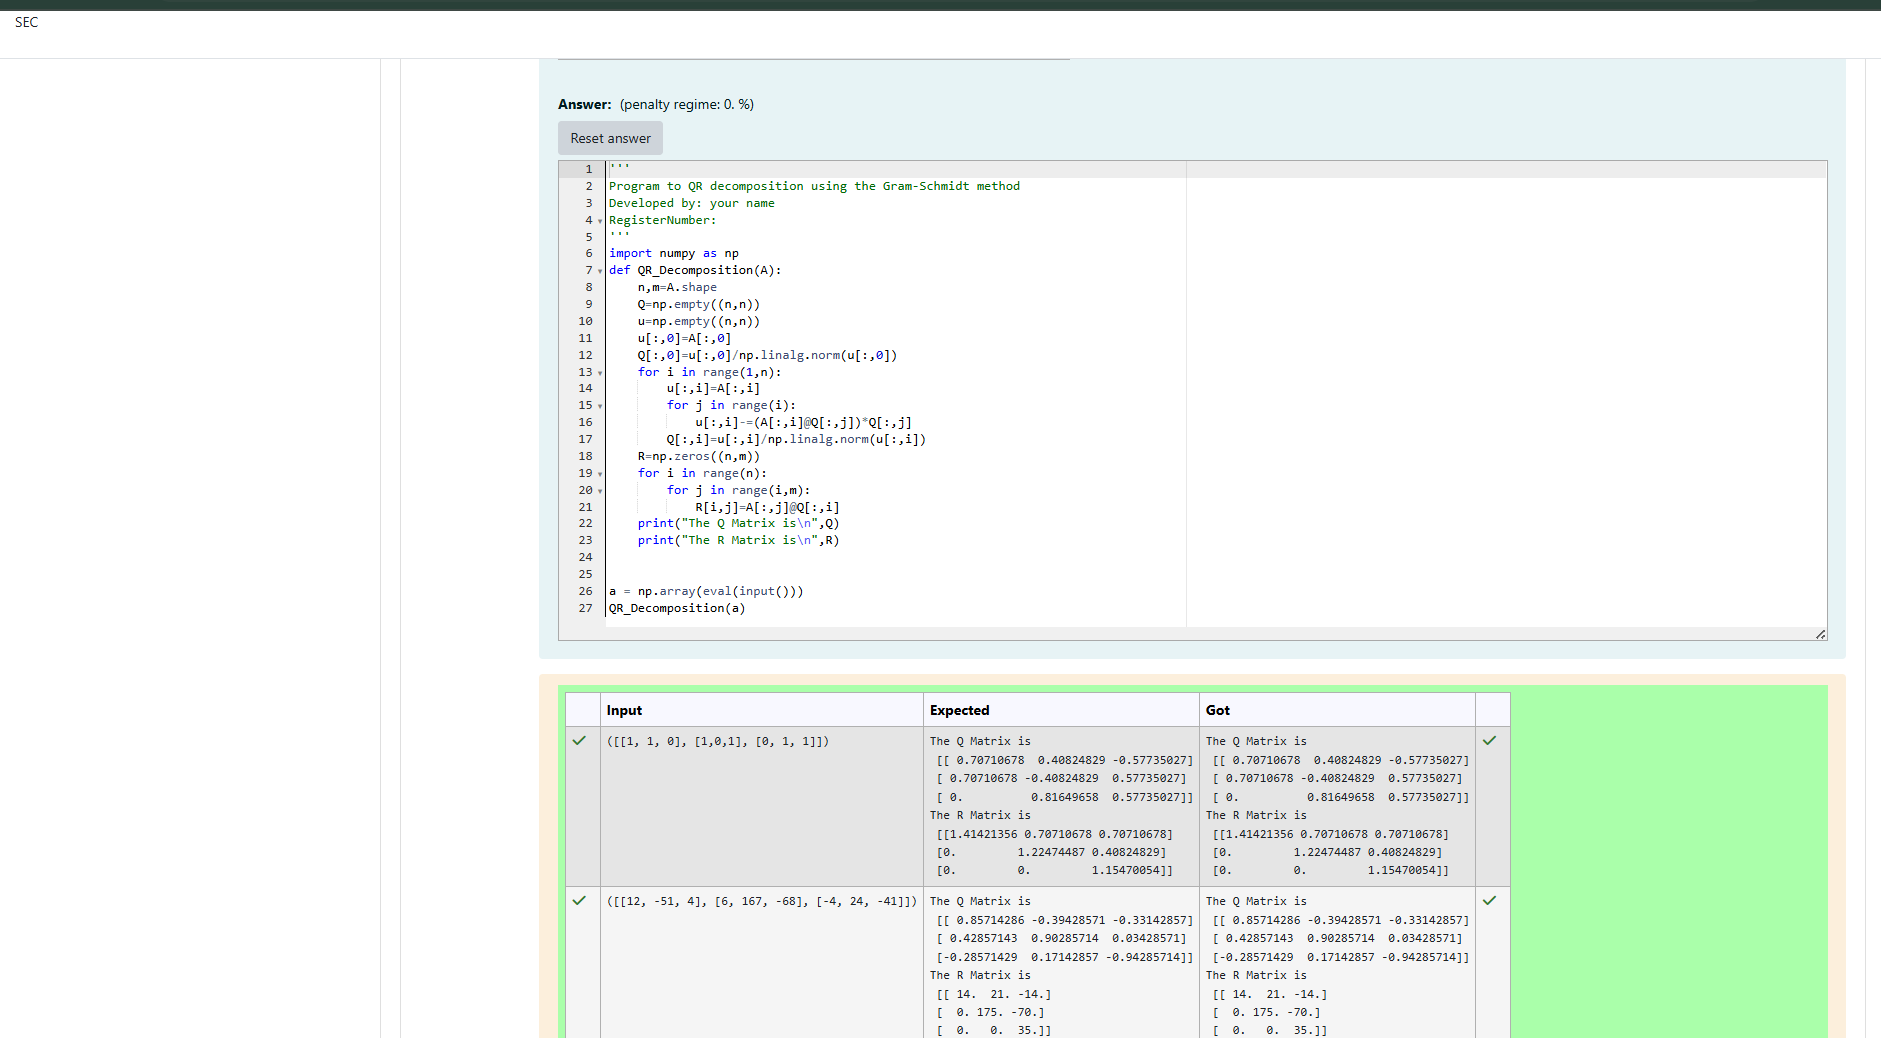 SEC
Answer: (penalty regime: 0. %)
Reset answer
1 '''
2 Program to QR decomposition using the Gram-Schmidt method
3 Developed by: your name
4 RegisterNumber:
5 '''
6 import numpy as np
7 def QR_Decomposition(A):
8     n,m=A.shape
9     Q=np.empty((n,n))
10     u=np.empty((n,n))
11     u[:,0]=A[:,0]
12     Q[:,0]=u[:,0]/np.linalg.norm(u[:,0])
13     for i in range(1,n):
14         u[:,i]=A[:,i]
15         for j in range(i):
16             u[:,i]-=(A[:,i]@Q[:,j])*Q[:,j]
17         Q[:,i]=u[:,i]/np.linalg.norm(u[:,i])
18     R=np.zeros((n,m))
19     for i in range(n):
20         for j in range(i,m):
21             R[i,j]=A[:,j]@Q[:,i]
22     print("The Q Matrix is\n",Q)
23     print("The R Matrix is\n",R)
24
25
26 a = np.array(eval(input()))
27 QR_Decomposition(a)
Input Expected Got
([[1, 1, 0], [1,0,1], [0, 1, 1]]) The Q Matrix is The Q Matrix is
[[ 0.70710678  0.40824829 -0.57735027] [[ 0.70710678  0.40824829 -0.57735027]
[ 0.70710678 -0.40824829  0.57735027] [ 0.70710678 -0.40824829  0.57735027]
[ 0.          0.81649658  0.57735027]] [ 0.          0.81649658  0.57735027]]
The R Matrix is The R Matrix is
[[1.41421356 0.70710678 0.70710678] [[1.41421356 0.70710678 0.70710678]
[0.         1.22474487 0.40824829] [0.         1.22474487 0.40824829]
[0.         0.         1.15470054]] [0.         0.         1.15470054]]
([[12, -51, 4], [6, 167, -68], [-4, 24, -41]]) The Q Matrix is The Q Matrix is
[[ 0.85714286 -0.39428571 -0.33142857] [[ 0.85714286 -0.39428571 -0.33142857]
[ 0.42857143  0.90285714  0.03428571] [ 0.42857143  0.90285714  0.03428571]
[-0.28571429  0.17142857 -0.94285714]] [-0.28571429  0.17142857 -0.94285714]]
The R Matrix is The R Matrix is
[[ 14.  21. -14.] [[ 14.  21. -14.]
[  0. 175. -70.] [  0. 175. -70.]
[  0.   0.  35.]] [  0.   0.  35.]]